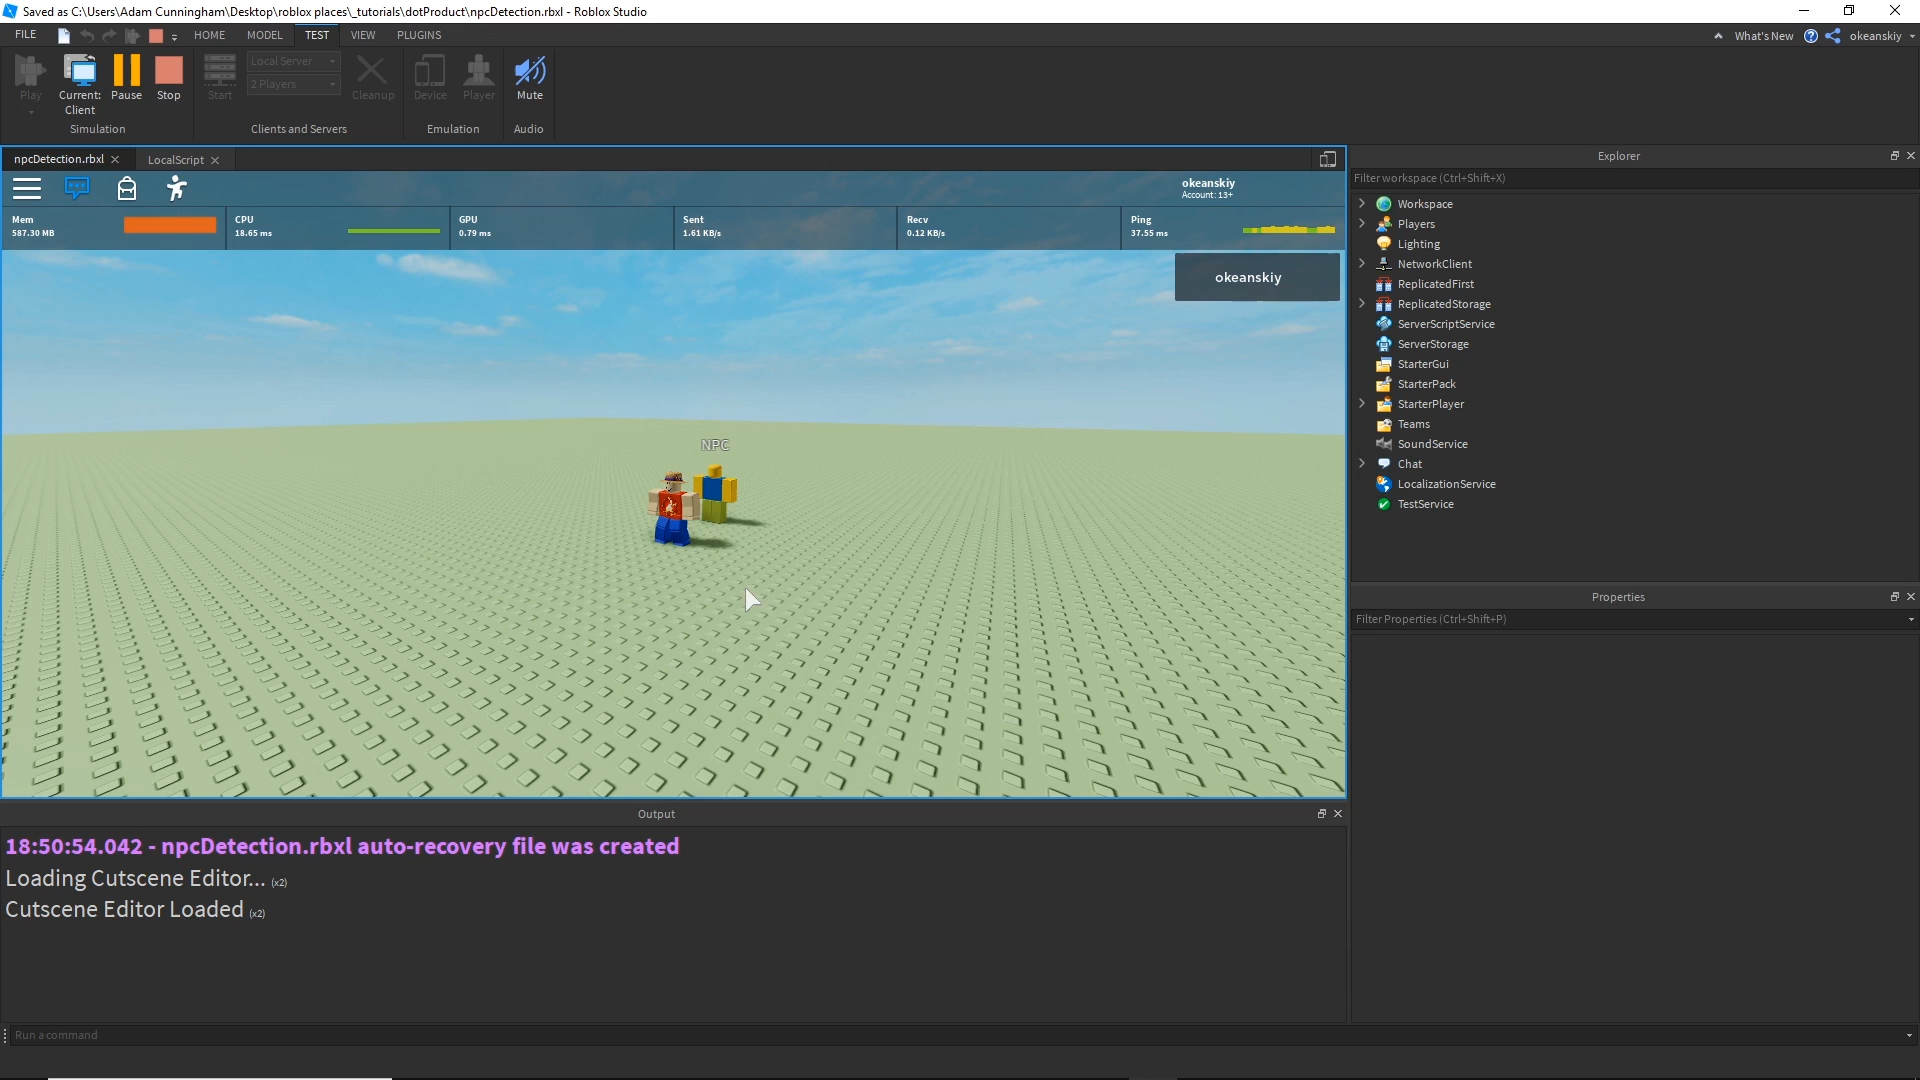 Saved as C:\Users\Adam Cunningham\Desktop\roblox places\_tutorials\dotProduct\npcDetection.rbxl - Roblox Studio
FILE HOME MODEL TEST VIEW PLUGINS What's New okeanskiy
Play Current: Client Pause Stop
Simulation
Start Local Server 2 Players Cleanup
Clients and Servers
Device Player
Emulation
Mute
Audio
npcDetection.rbxl LocalScript
okeanskiy
Account: 13+
Mem
587.30 MB
CPU
18.65 ms
GPU
0.79 ms
Sent
1.61 KB/s
Recv
0.12 KB/s
Ping
37.55 ms
okeanskiy
NPC
Output
18:50:54.042 - npcDetection.rbxl auto-recovery file was created
Loading Cutscene Editor... (x2)
Cutscene Editor Loaded (x2)
Run a command
Explorer
Filter workspace (Ctrl+Shift+X)
Workspace
Players
Lighting
NetworkClient
ReplicatedFirst
ReplicatedStorage
ServerScriptService
ServerStorage
StarterGui
StarterPack
StarterPlayer
Teams
SoundService
Chat
LocalizationService
TestService
Properties
Filter Properties (Ctrl+Shift+P)